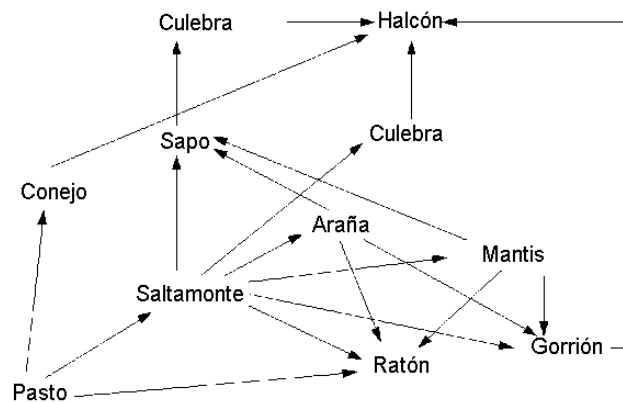 Culebra
Halcón
Sapo
Culebra
Conejo
Araña
Mantis
Saltamonte
Gorrión
Ratón
Pasto